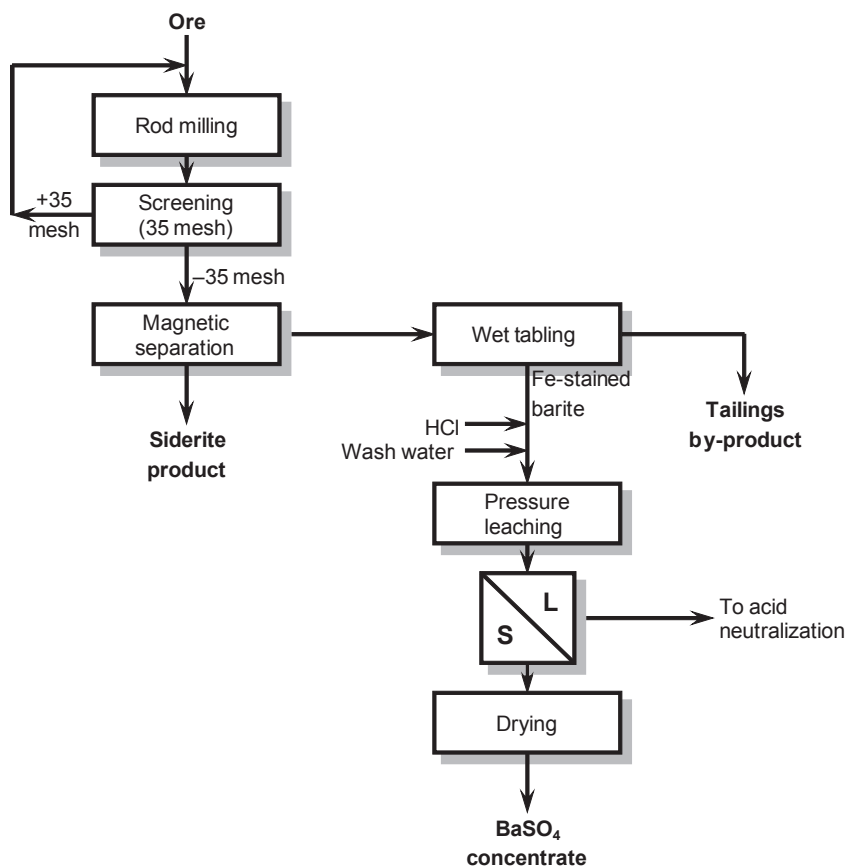 Ore
Rod milling
+35
mesh
Screening
(35 mesh)
–35 mesh
Magnetic
separation
Wet tabling
Siderite
product
Fe-stained
barite
Tailings
by-product
HCl
Wash water
Pressure
leaching
L
S
To acid
neutralization
Drying
BaSO₄
concentrate